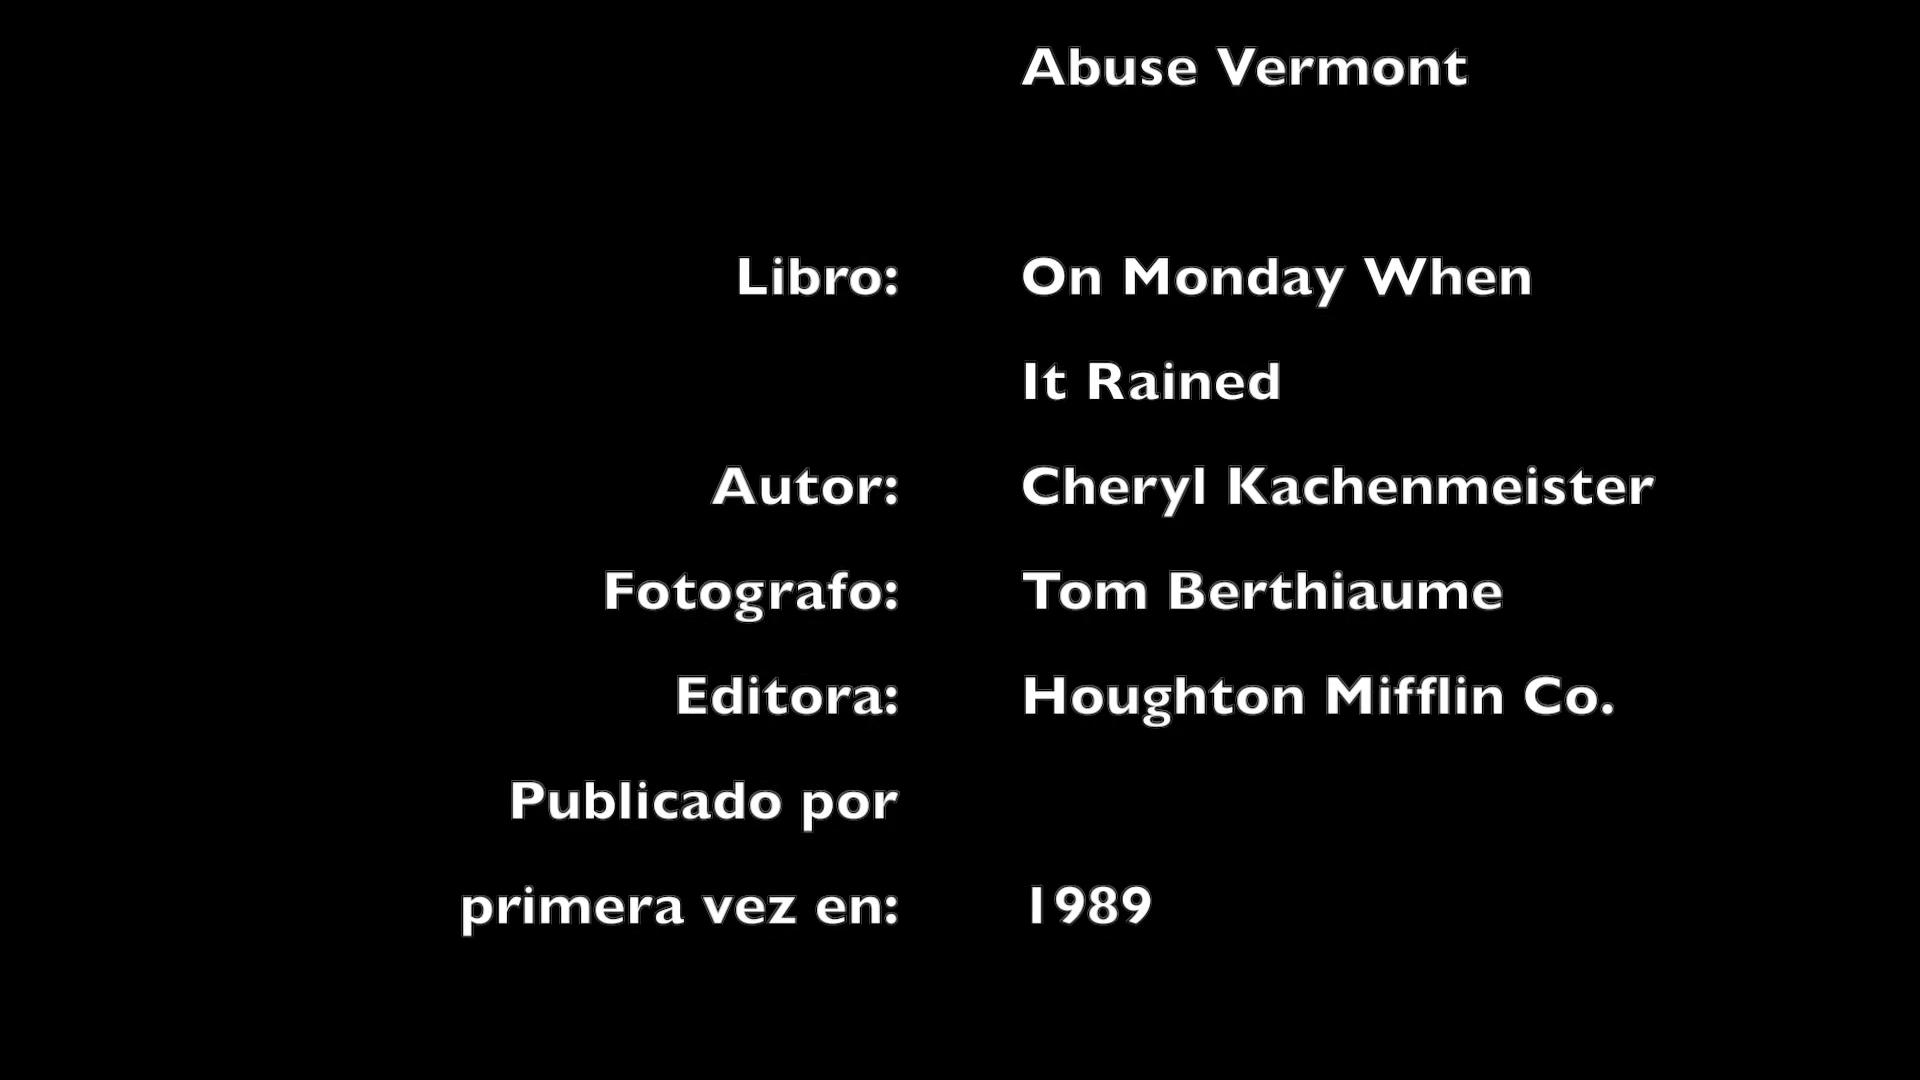 Abuse Vermont
Libro: On Monday When
It Rained
Autor: Cheryl Kachenmeister
Fotografo: Tom Berthiaume
Editora: Houghton Mifflin Co.
Publicado por
primera vez en: 1989